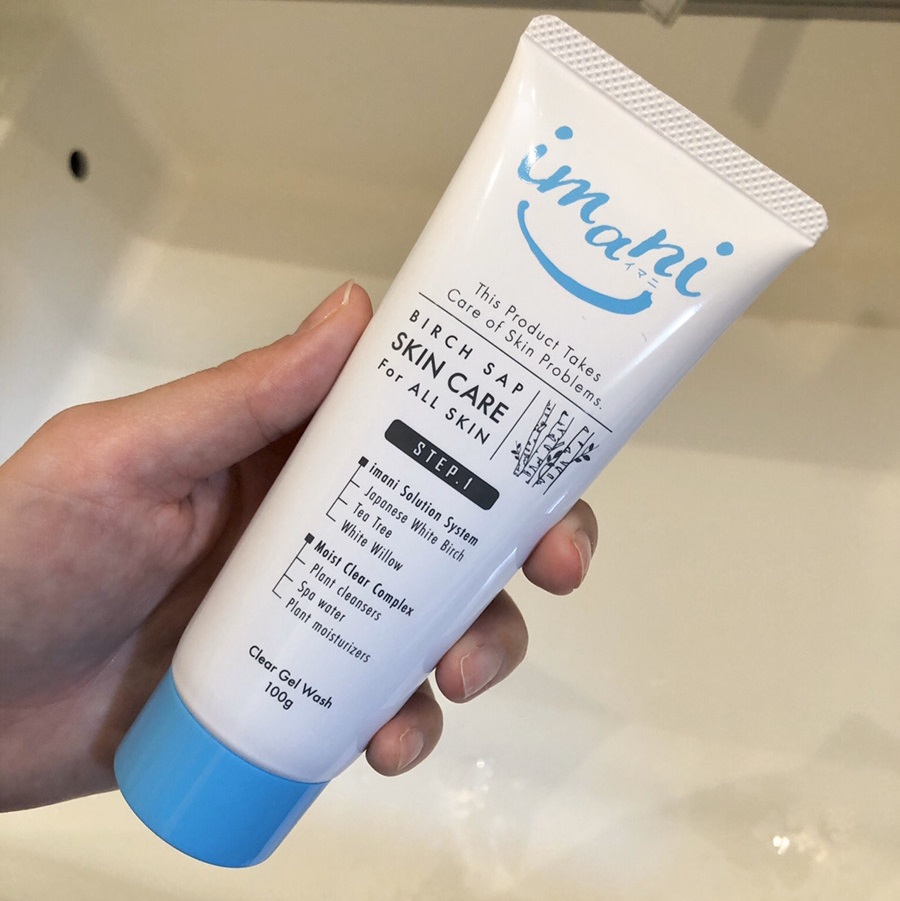 imani
イマニ
This Product Takes
Care of Skin Problems.
BIRCH SAP
SKIN CARE
For ALL SKIN
STEP.1
imani Solution System
Japanese White Birch
Tea Tree
White Willow
Moist Clear Complex
Plant cleansers
Spa water
Plant moisturizers
Clear Gel Wash
100g